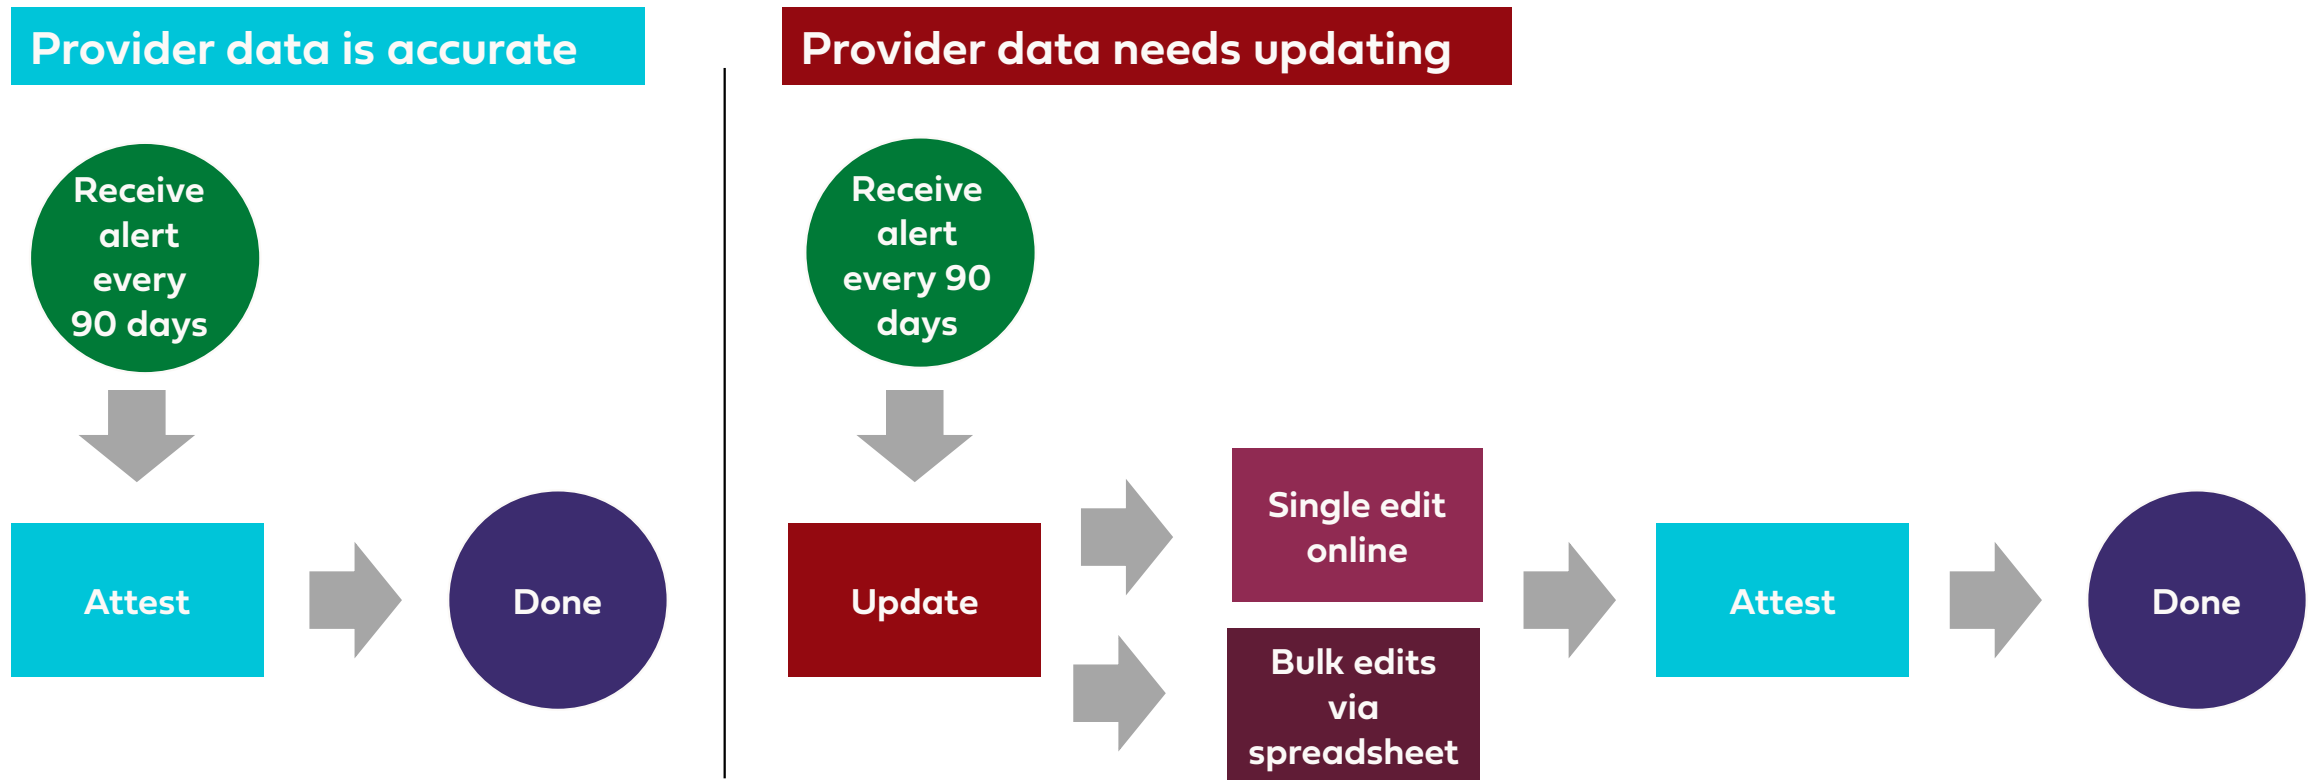 Provider data is accurate
Receive
alert
every
90 days
Attest
Done
Provider data needs updating
Receive
alert
every 90
days
Update
Single edit
online
Bulk edits
via
spreadsheet
Attest
Done